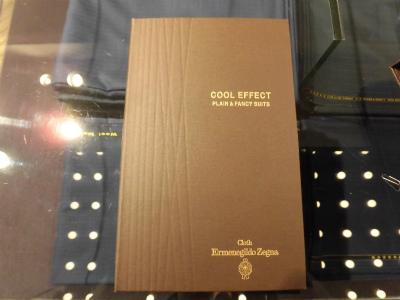 COOL EFFECT
PLAIN & FANCY SUITS
Cloth
Ermenegildo Zegna